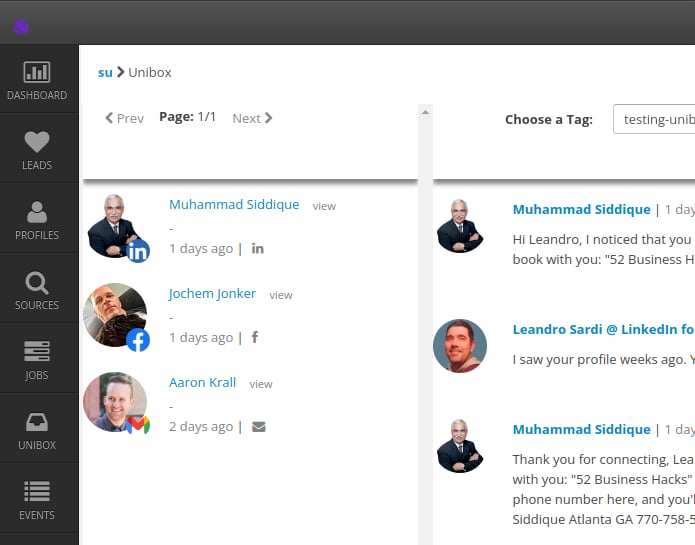 su > Unibox
DASHBOARD
LEADS
PROFILES
SOURCES
JOBS
UNIBOX
EVENTS
Prev Page: 1/1 Next
Muhammad Siddique view
-
1 days ago | in
Jochem Jonker view
-
1 days ago | f
Aaron Krall view
-
2 days ago |
Choose a Tag: testing-unib
Muhammad Siddique | 1 day
Hi Leandro, I noticed that you
book with you: "52 Business H
Leandro Sardi @ LinkedIn fo
I saw your profile weeks ago. Y
Muhammad Siddique | 1 day
Thank you for connecting, Lea
with you: "52 Business Hacks"
phone number here, and you'l
Siddique Atlanta GA 770-758-5